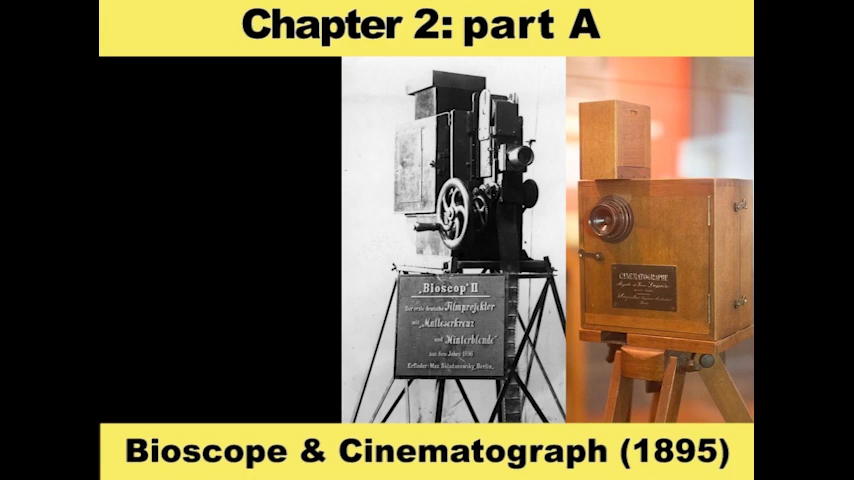 Chapter 2: part A
„Bioscop" II
Der erste deutsche Filmprojektor
mit „Malteserkreuz
und Hinterblende"
aus dem Jahre 1896
Erfinder: Max Skladanowsky, Berlin.
CINEMATOGRAPHE
Lumière
Bioscope & Cinematograph (1895)